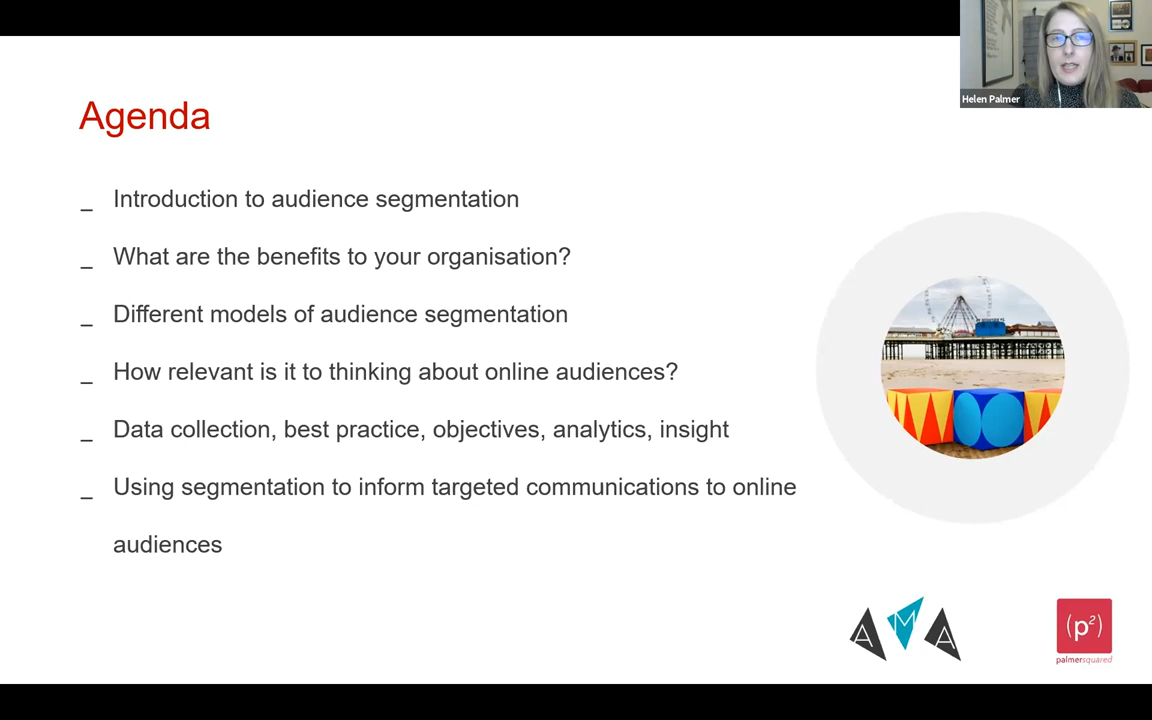 Helen Palmer
Agenda
_ Introduction to audience segmentation
_ What are the benefits to your organisation?
_ Different models of audience segmentation
_ How relevant is it to thinking about online audiences?
_ Data collection, best practice, objectives, analytics, insight
_ Using segmentation to inform targeted communications to online
audiences
AMA
(p²)
palmersquared